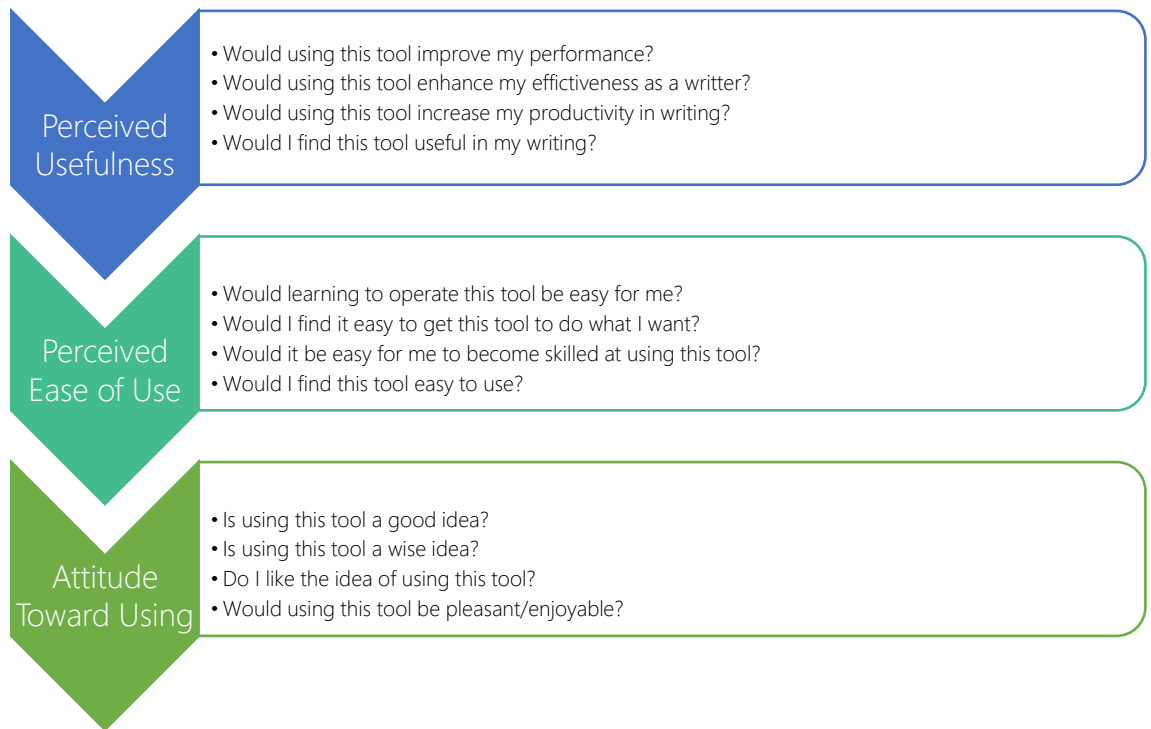 Perceived
Usefulness
• Would using this tool improve my performance?
• Would using this tool enhance my effictiveness as a writter?
• Would using this tool increase my productivity in writing?
• Would I find this tool useful in my writing?
Perceived
Ease of Use
• Would learning to operate this tool be easy for me?
• Would I find it easy to get this tool to do what I want?
• Would it be easy for me to become skilled at using this tool?
• Would I find this tool easy to use?
Attitude
Toward Using
• Is using this tool a good idea?
• Is using this tool a wise idea?
• Do I like the idea of using this tool?
• Would using this tool be pleasant/enjoyable?